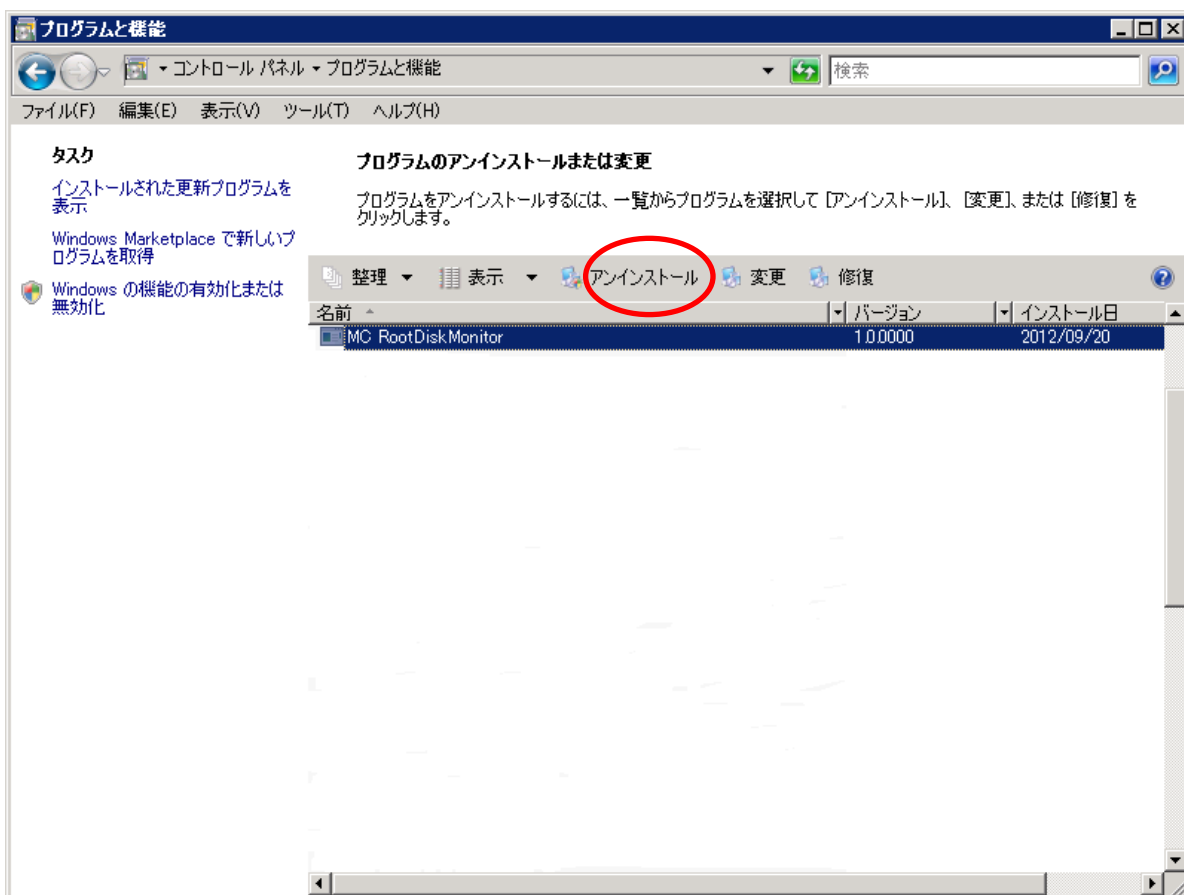 プログラムと機能
コントロール パネル プログラムと機能
検索
ファイル(F) 編集(E) 表示(V) ツール(T) ヘルプ(H)
タスク
インストールされた更新プログラムを
表示
Windows Marketplace で新しいプ
ログラムを取得
Windows の機能の有効化または
無効化
プログラムのアンインストールまたは変更
プログラムをアンインストールするには、一覧からプログラムを選択して [アンインストール]、[変更]、または [修復] を
クリックします。
整理 表示 アンインストール 変更 修復
名前 バージョン インストール日
MC RootDiskMonitor 1.0.0000 2012/09/20